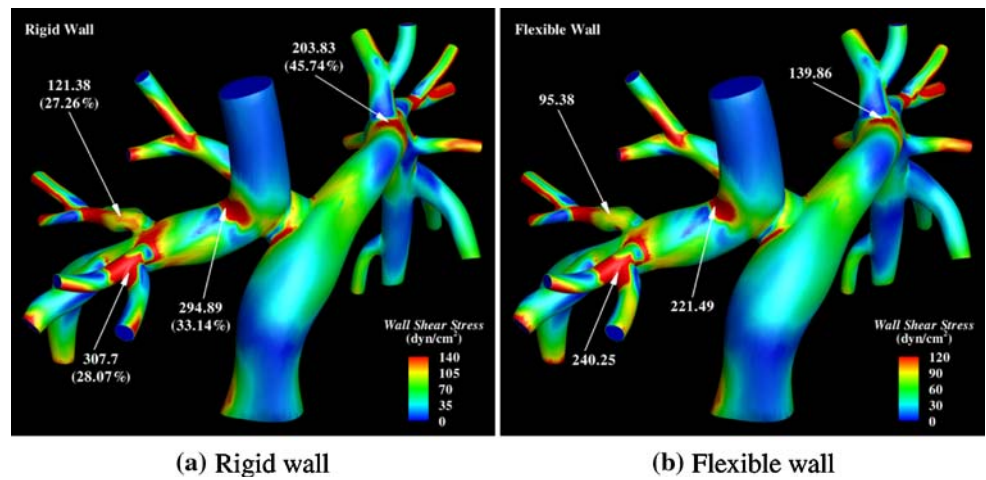 Rigid Wall
203.83
(45.74%)
121.38
(27.26%)
294.89
(33.14%)
307.7
(28.07%)
Wall Shear Stress
(dyn/cm²)
140
105
70
35
0
(a) Rigid wall
Flexible Wall
139.86
95.38
221.49
240.25
Wall Shear Stress
(dyn/cm²)
120
90
60
30
0
(b) Flexible wall